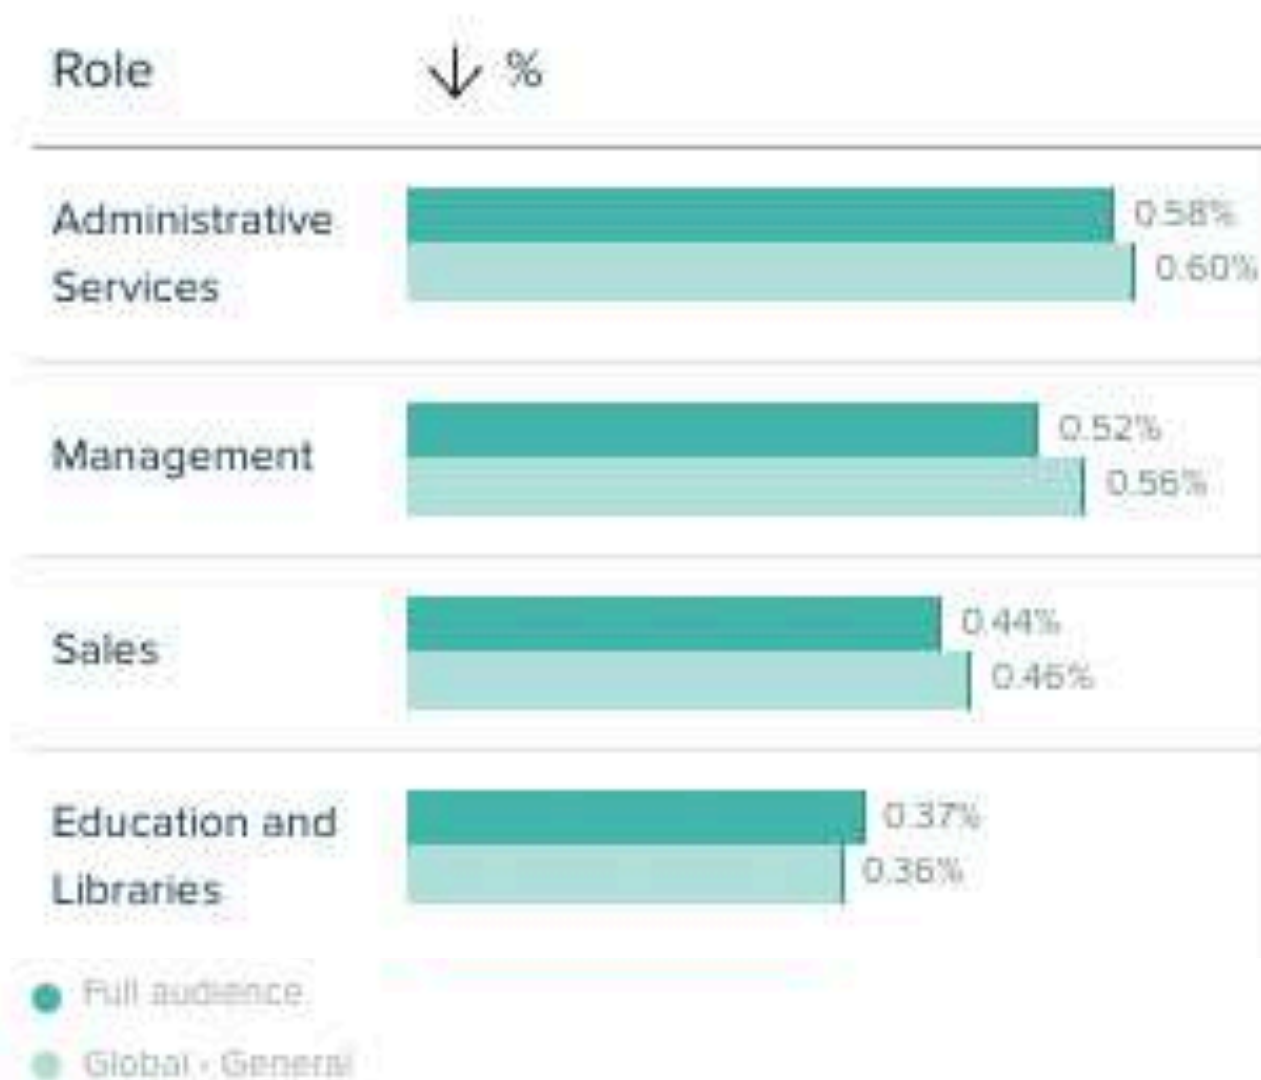 Role ↓ %
Administrative
Services
0.58%
0.60%
Management
0.52%
0.56%
Sales
0.44%
0.46%
Education and
Libraries
0.37%
0.36%
Full audience
Global · General